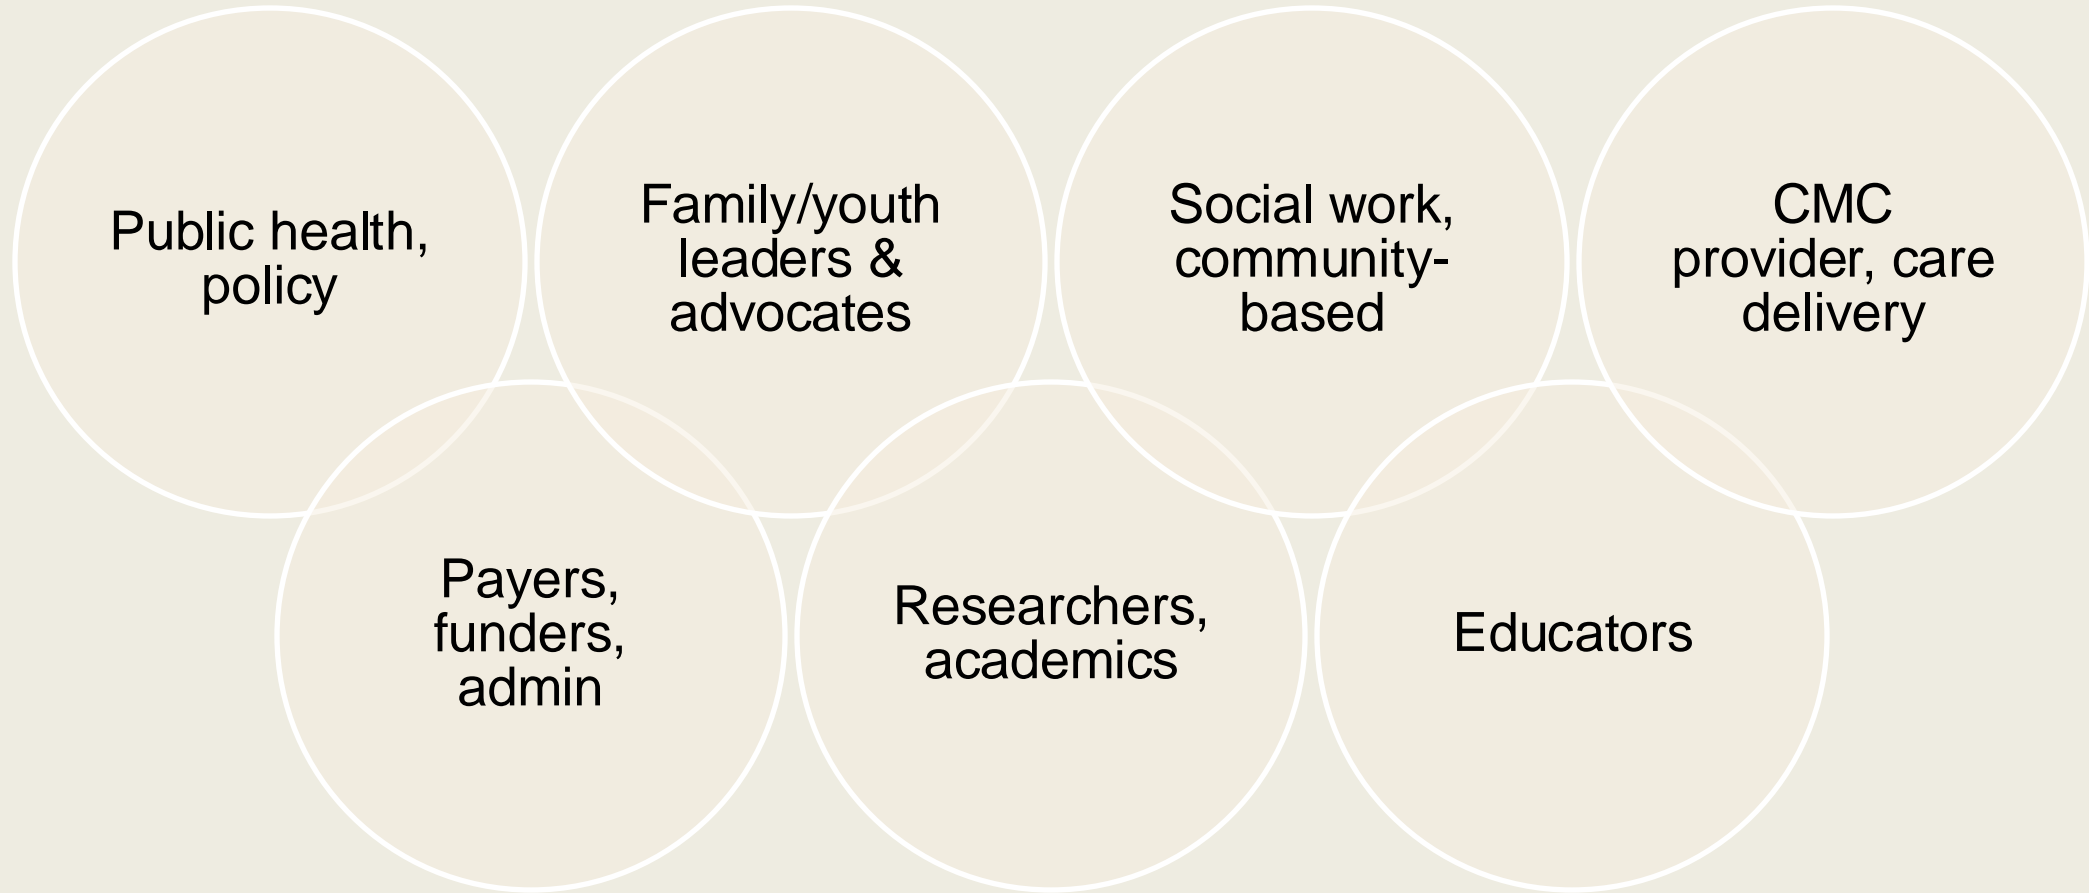 Public health,
policy
Family/youth
leaders &
advocates
Social work,
community-
based
CMC
provider, care
delivery
Payers,
funders,
admin
Researchers,
academics
Educators